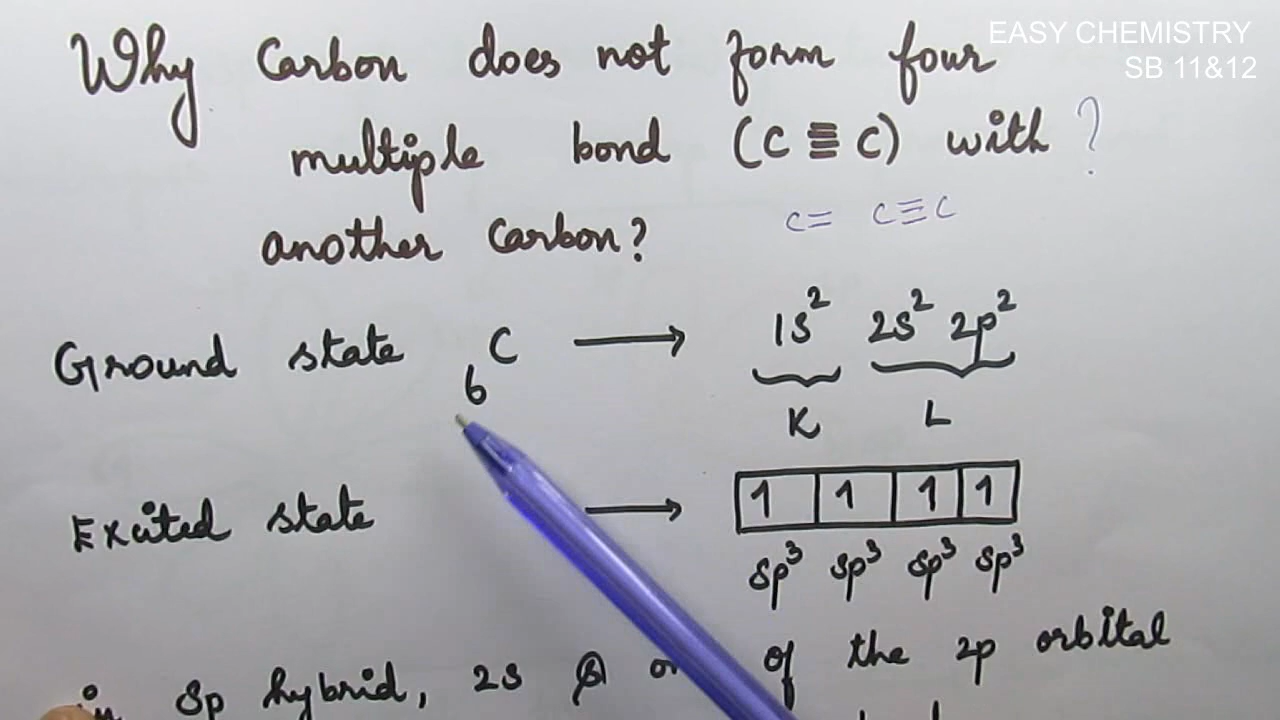 EASY CHEMISTRY
SB 11&12
Why Carbon does not form four
multiple bond (C ≣ C) with ?
another Carbon?
C= C≡C
Ground state ₆C → 1s² 2s² 2p²
K L
Excited state → 1 1 1 1
sp³ sp³ sp³ sp³
in sp hybrid, 2s & of the 2p orbital